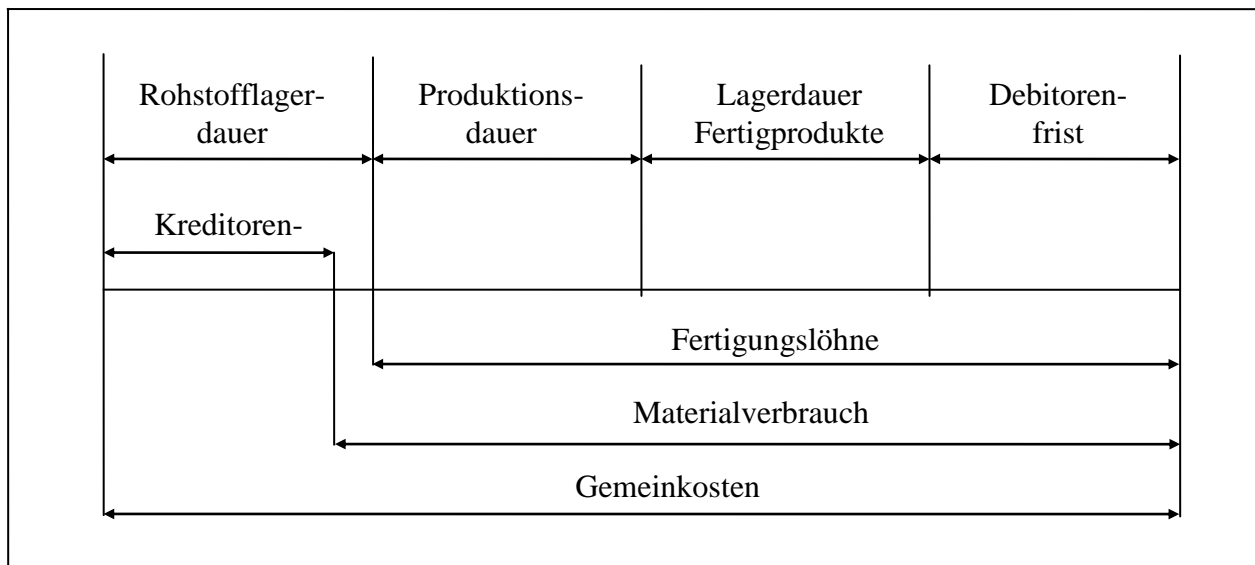 Rohstofflager-
dauer
Produktions-
dauer
Lagerdauer
Fertigprodukte
Debitoren-
frist
Kreditoren-
Fertigungslöhne
Materialverbrauch
Gemeinkosten